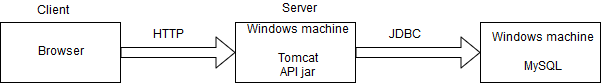 Client
Server
Browser
HTTP
Windows machine
Tomcat
API jar
JDBC
Windows machine
MySQL